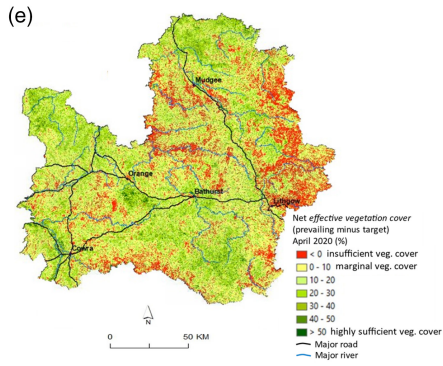 (e)
Mudgee
Orange
Bathurst
Lithgow
Cowra
Net effective vegetation cover
(prevailing minus target)
April 2020 (%)
< 0 insufficient veg. cover
0 - 10 marginal veg. cover
10 - 20
20 - 30
30 - 40
40 - 50
> 50 highly sufficient veg. cover
Major road
Major river
N
0 50 KM